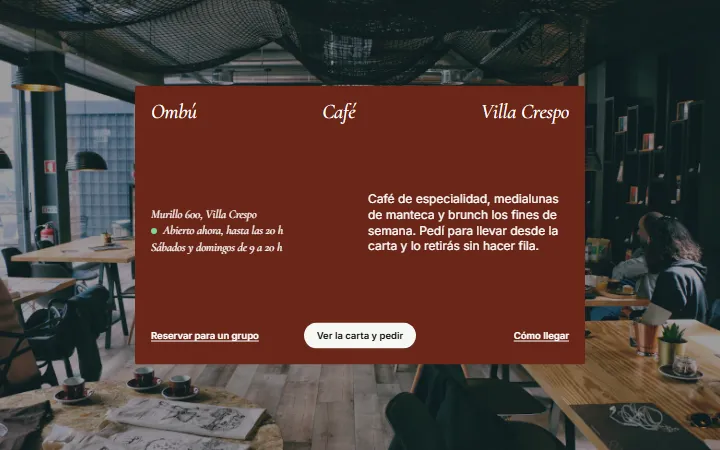 Ombú
Café
Villa Crespo
Murillo 600, Villa Crespo
Abierto ahora, hasta las 20 h
Sábados y domingos de 9 a 20 h
Café de especialidad, medialunas
de manteca y brunch los fines de
semana. Pedí para llevar desde la
carta y lo retirás sin hacer fila.
Reservar para un grupo
Ver la carta y pedir
Cómo llegar